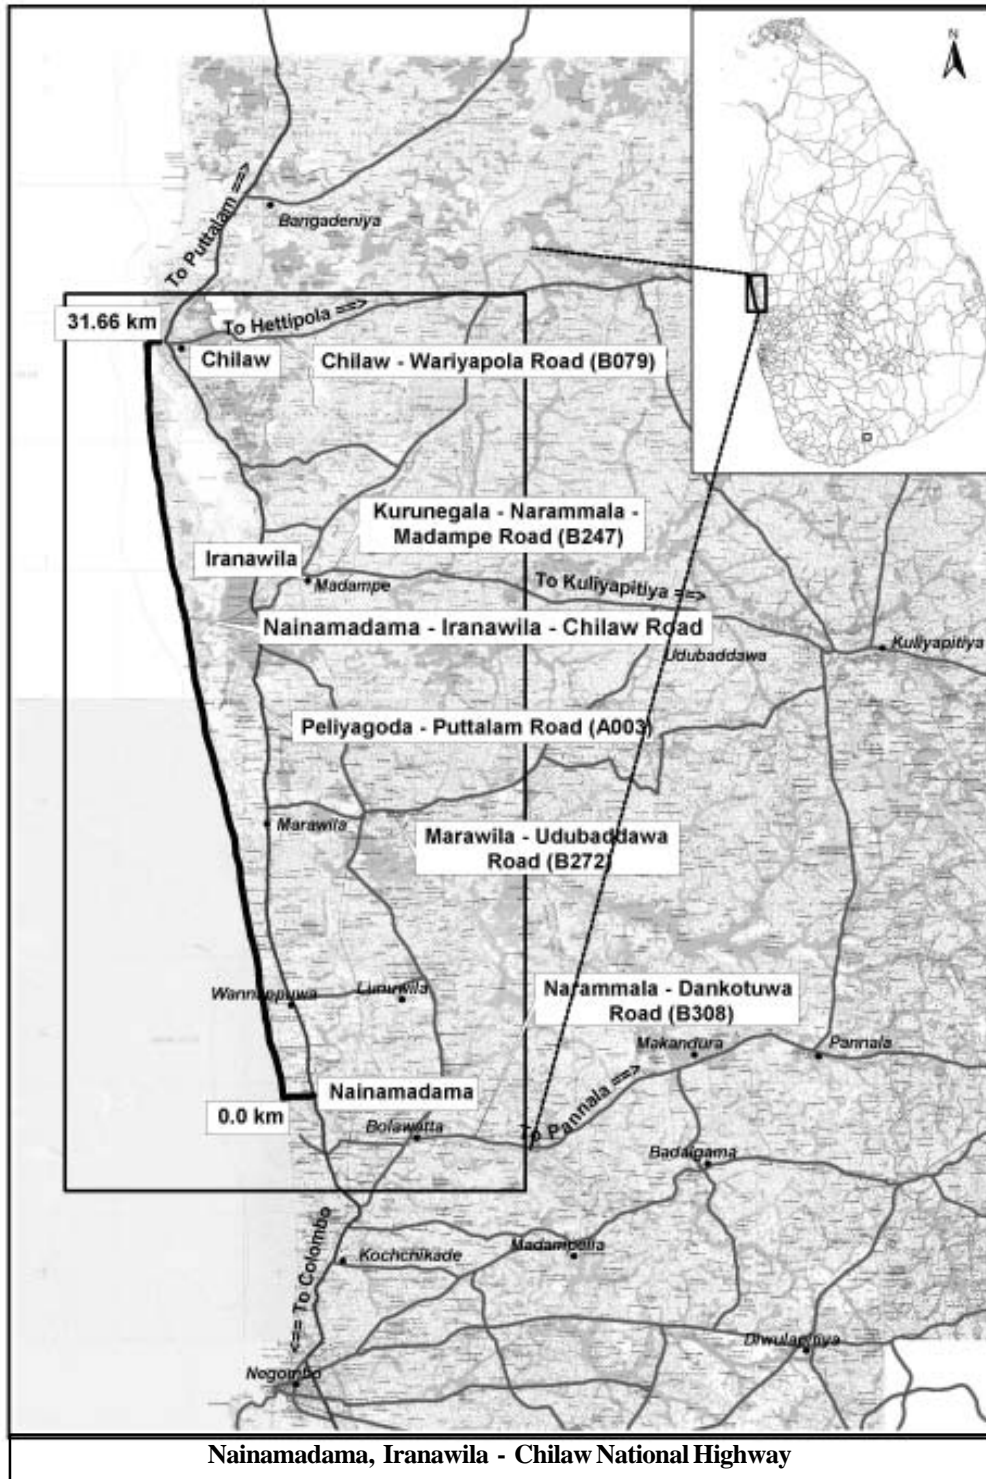 N
Bangadeniya
To Puttalam ==>
31.66 km
To Hettipola ==>
Chilaw
Chilaw - Wariyapola Road (B079)
Kurunegala - Narammala -
Madampe Road (B247)
Iranawila
Madampe
To Kuliyapitiya ==>
Nainamadama - Iranawila - Chilaw Road
Kuliyapitiya
Udubaddawa
Peliyagoda - Puttalam Road (A003)
Marawila
Marawila - Udubaddawa
Road (B272)
Wannappuwa
Lunuwila
Narammala - Dankotuwa
Road (B308)
Makandura
Pannala
Nainamadama
0.0 km
To Pannala ==>
Bolawatta
Badalgama
<== To Colombo
Kochchikade
Madampella
Diwulapitiya
Negombo
Nainamadama, Iranawila - Chilaw National Highway